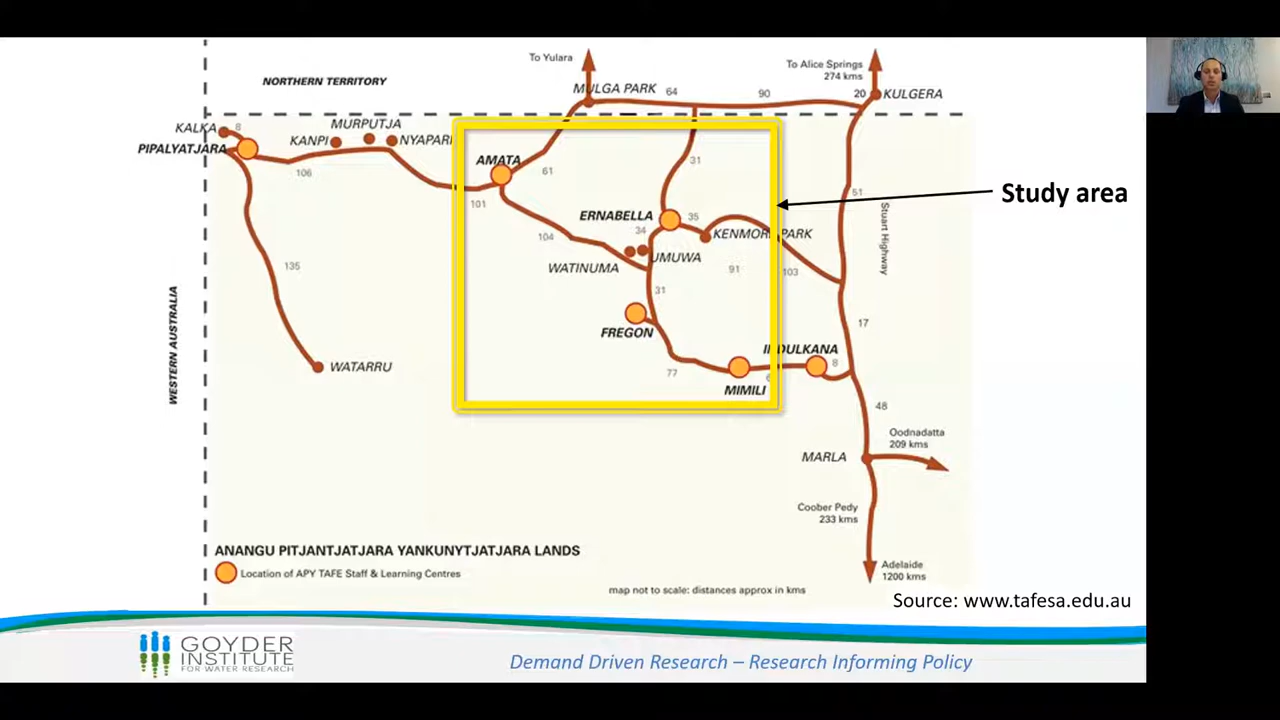 To Yulara
To Alice Springs
274 kms
NORTHERN TERRITORY
MULGA PARK
64
90
20
KULGERA
KALKA
8
MURPUTJA
KANPI
NYAPARI
PIPALYATJARA
106
AMATA
61
31
51
Study area
101
ERNABELLA
35
Stuart Highway
104
34
KENMORE PARK
UMUWA
WATINUMA
91
103
135
31
WESTERN AUSTRALIA
17
FREGON
INDULKANA
8
WATARRU
77
MIMILI
48
Oodnadatta
209 kms
MARLA
Coober Pedy
233 kms
ANANGU PITJANTJATJARA YANKUNYTJATJARA LANDS
Location of APY TAFE Staff & Learning Centres
Adelaide
1200 kms
map not to scale: distances approx in kms
Source: www.tafesa.edu.au
GOYDER
INSTITUTE
FOR WATER RESEARCH
Demand Driven Research – Research Informing Policy